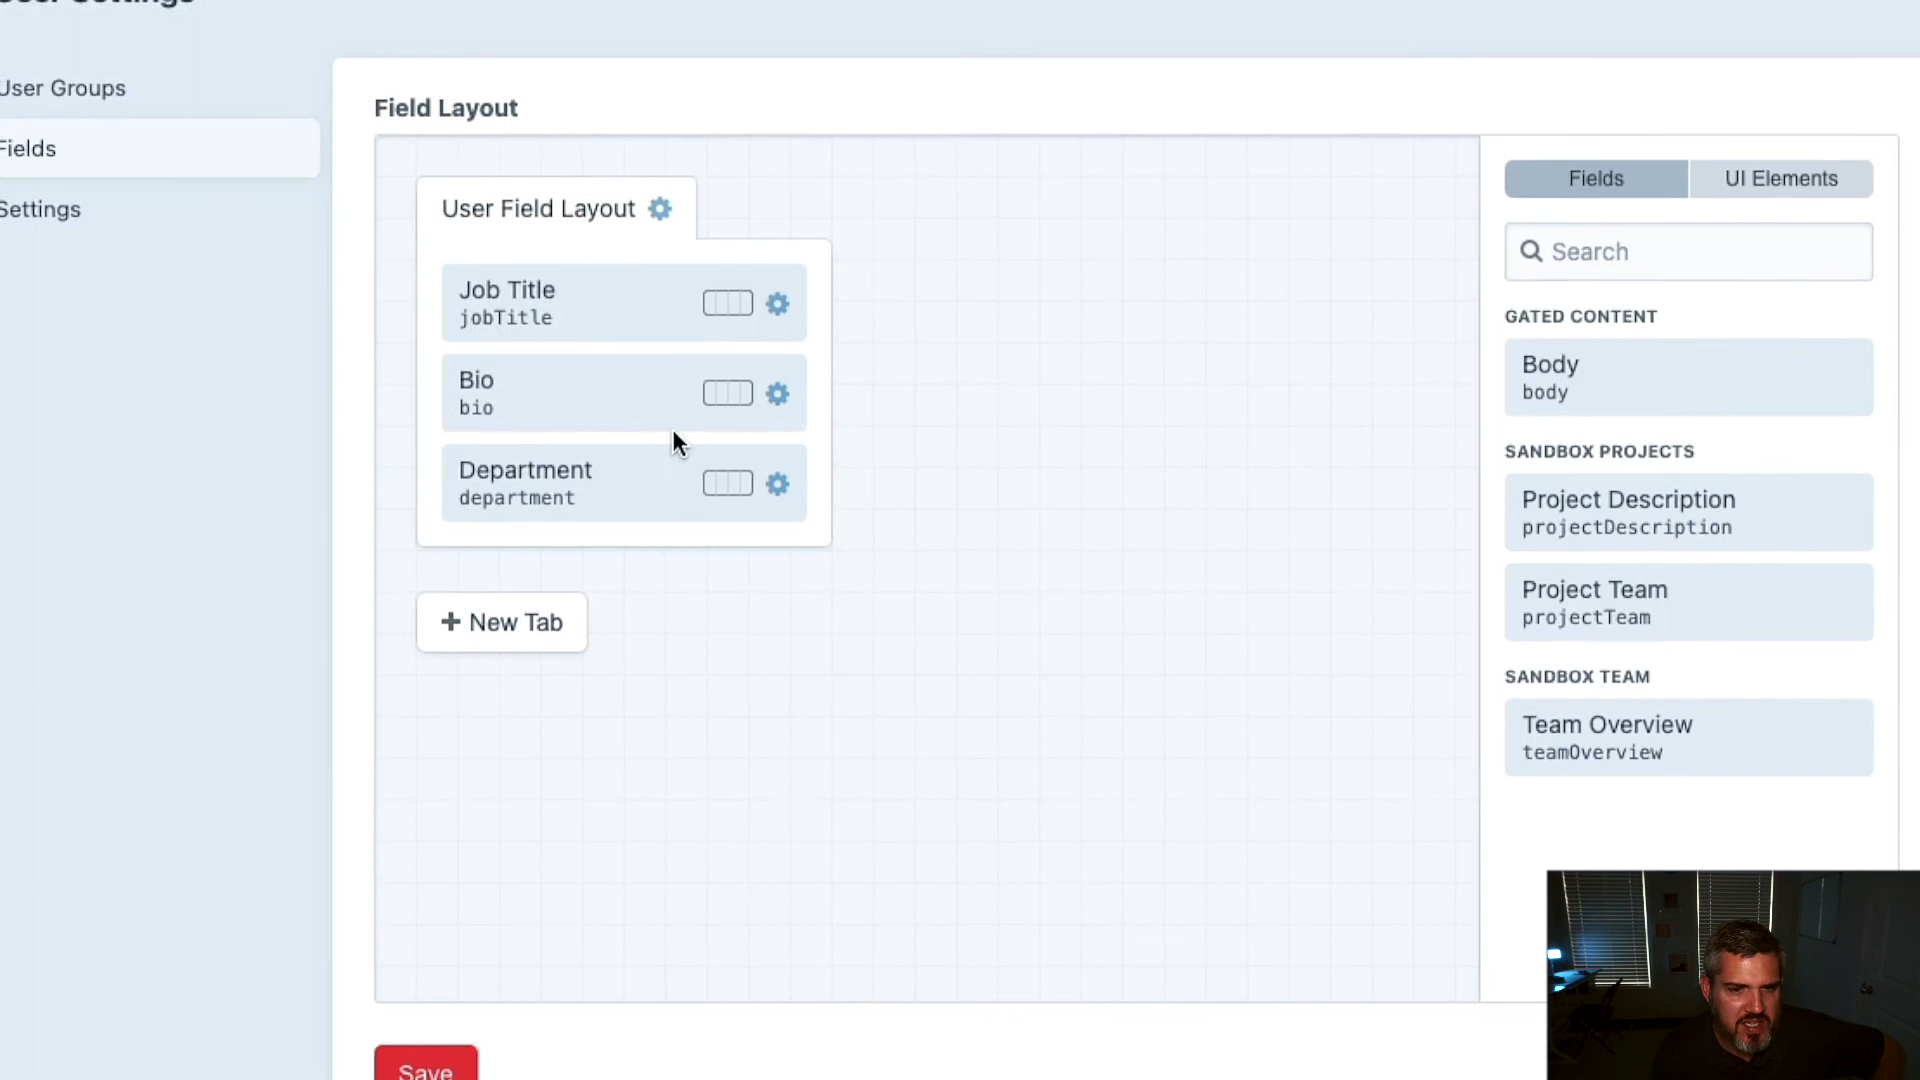 User Settings
User Groups
Fields
Settings
Field Layout
User Field Layout
Job Title
jobTitle
Bio
bio
Department
department
+ New Tab
Fields
UI Elements
Search
GATED CONTENT
Body
body
SANDBOX PROJECTS
Project Description
projectDescription
Project Team
projectTeam
SANDBOX TEAM
Team Overview
teamOverview
Save